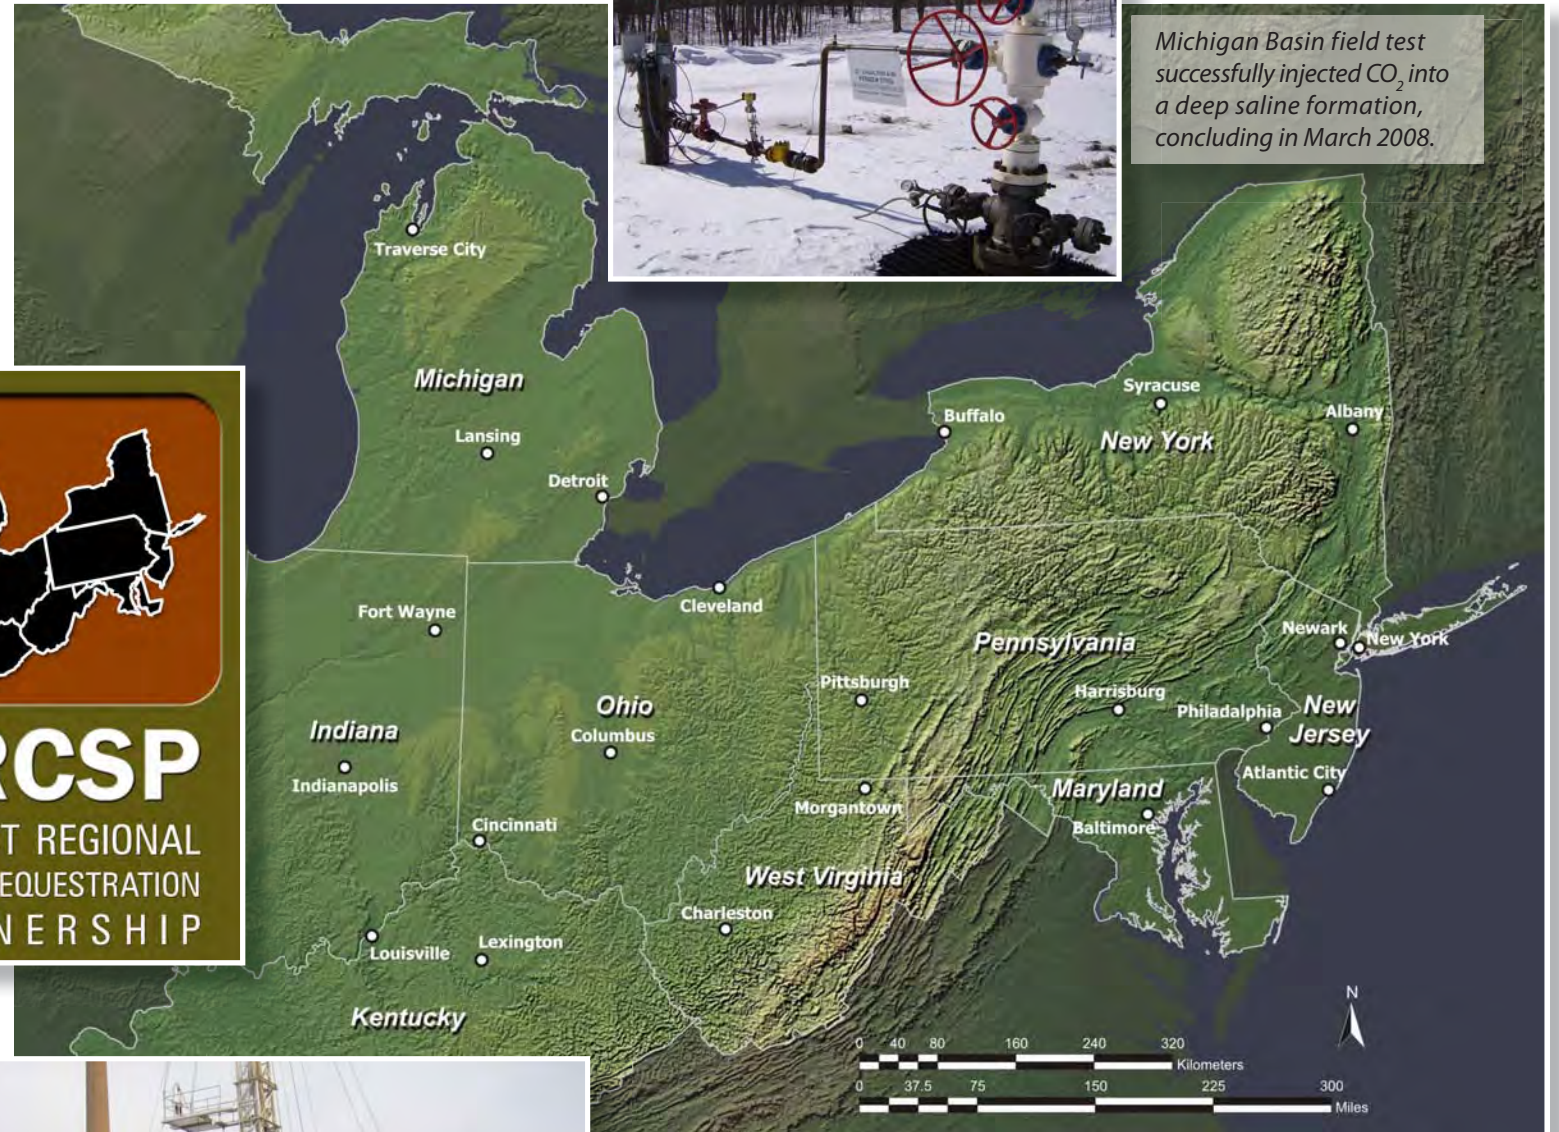 Michigan Basin field test
successfully injected CO2 into
a deep saline formation,
concluding in March 2008.
Traverse City
Michigan
Lansing
Detroit
Syracuse
Buffalo
Albany
New York
Fort Wayne
Cleveland
Pennsylvania
Newark
New York
Pittsburgh
Harrisburg
Philadalphia
New
Jersey
Ohio
Columbus
Indiana
Indianapolis
Atlantic City
Maryland
Morgantown
Baltimore
Cincinnati
West Virginia
Charleston
Louisville
Lexington
Kentucky
RCSP
T REGIONAL
EQUESTRATION
NERSHIP
N
0 40 80 160 240 320
Kilometers
0 37.5 75 150 225 300
Miles